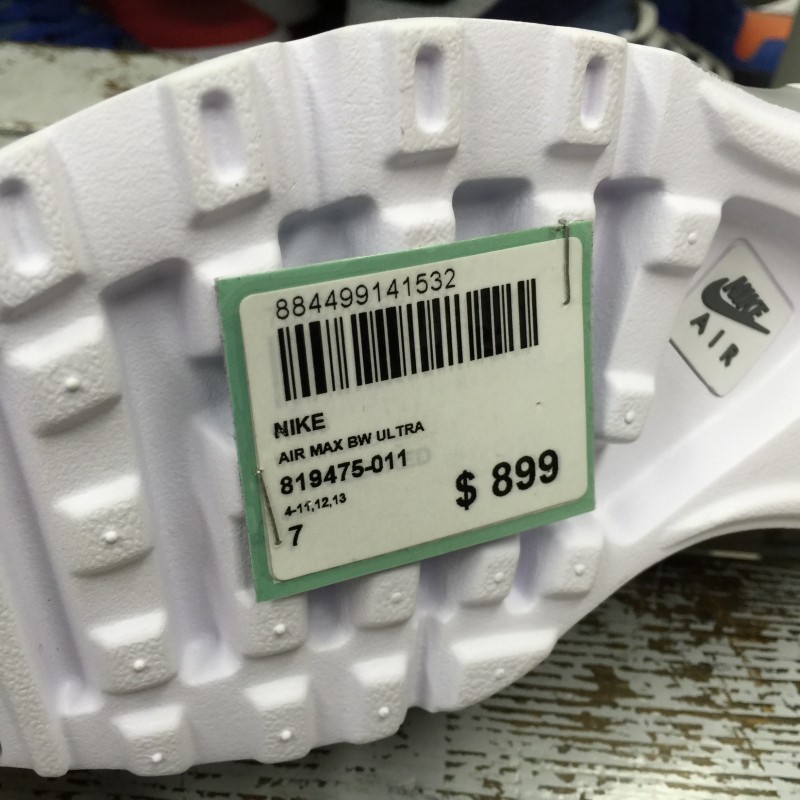 884499141532
NIKE
AIR MAX BW ULTRA
819475-011
4-11,12,13
7
$ 899
NIKE
AIR